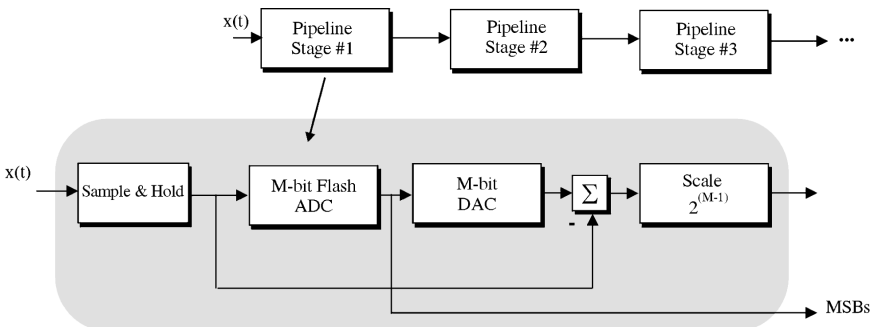 x(t)
Pipeline
Stage #1
Pipeline
Stage #2
Pipeline
Stage #3
...
x(t)
Sample & Hold
M-bit Flash
ADC
M-bit
DAC
Σ
-
Scale
2^(M-1)
MSBs